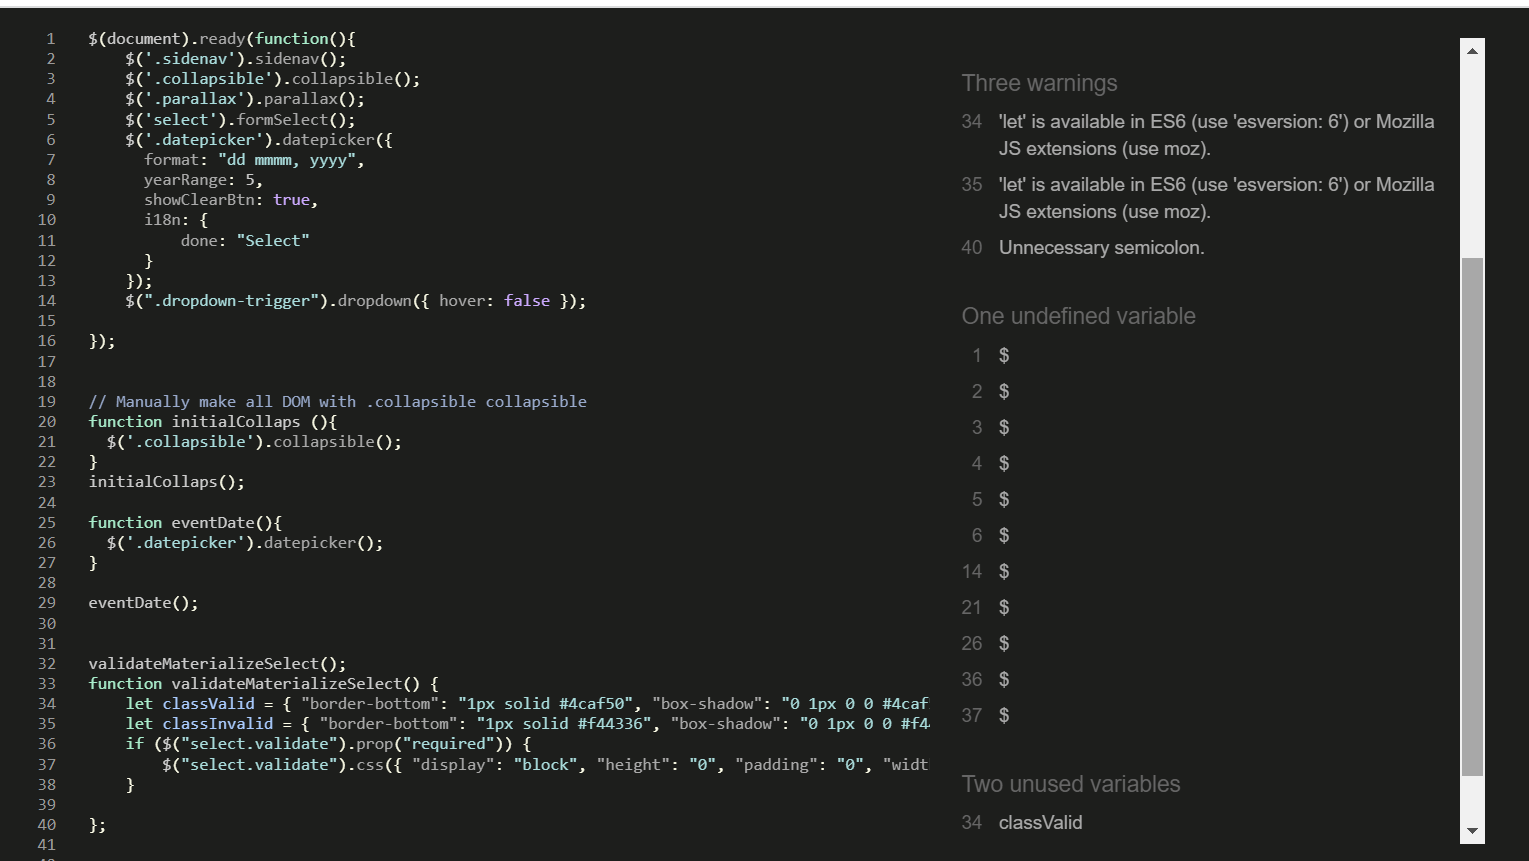 1 $(document).ready(function(){
2 $('.sidenav').sidenav();
3 $('.collapsible').collapsible();
4 $('.parallax').parallax();
5 $('select').formSelect();
6 $('.datepicker').datepicker({
7 format: "dd mmmm, yyyy",
8 yearRange: 5,
9 showClearBtn: true,
10 i18n: {
11 done: "Select"
12 }
13 });
14 $(".dropdown-trigger").dropdown({ hover: false });
15
16 });
17
18
19 // Manually make all DOM with .collapsible collapsible
20 function initialCollaps (){
21 $('.collapsible').collapsible();
22 }
23 initialCollaps();
24
25 function eventDate(){
26 $('.datepicker').datepicker();
27 }
28
29 eventDate();
30
31
32 validateMaterializeSelect();
33 function validateMaterializeSelect() {
34 let classValid = { "border-bottom": "1px solid #4caf50", "box-shadow": "0 1px 0 0 #4caf
35 let classInvalid = { "border-bottom": "1px solid #f44336", "box-shadow": "0 1px 0 0 #f4
36 if ($("select.validate").prop("required")) {
37 $("select.validate").css({ "display": "block", "height": "0", "padding": "0", "widt
38 }
39
40 };
41
Three warnings
34 'let' is available in ES6 (use 'esversion: 6') or Mozilla
JS extensions (use moz).
35 'let' is available in ES6 (use 'esversion: 6') or Mozilla
JS extensions (use moz).
40 Unnecessary semicolon.
One undefined variable
1 $
2 $
3 $
4 $
5 $
6 $
14 $
21 $
26 $
36 $
37 $
Two unused variables
34 classValid